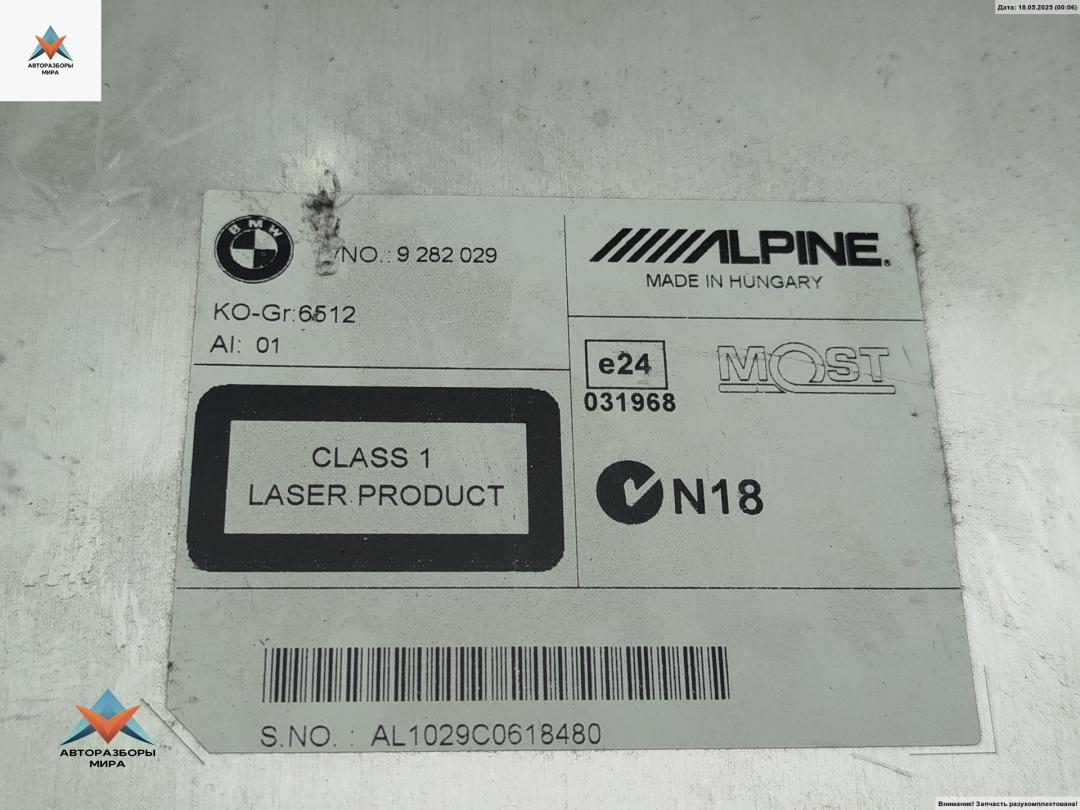 Дата: 18.05.2025 (00:06)
АВТОРАЗБОРЫ
МИРА
BMW
/NO.: 9 282 029
ALPINE®
MADE IN HUNGARY
KO-Gr:6512
AI: 01
e24
031968
MOST
CLASS 1
LASER PRODUCT
N18
S.NO. : AL1029C0618480
АВТОРАЗБОРЫ
МИРА
Внимание! Запчасть разукомплектована!